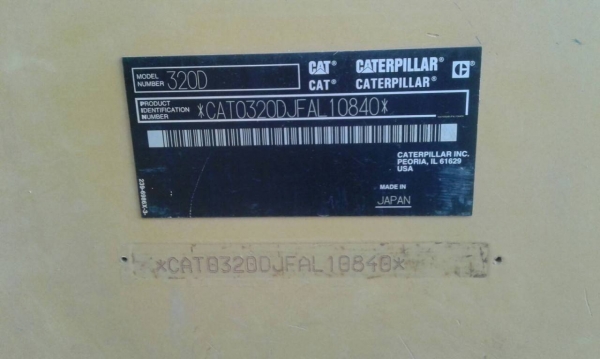 MODEL NUMBER 320D
CAT® CATERPILLAR® C
CAT® CATERPILLAR®
PRODUCT IDENTIFICATION NUMBER *CAT0320DJFAL10840*
CATERPILLAR INC.
PEORIA, IL 61629
USA
MADE IN
JAPAN
*CAT0320DJFAL10840*